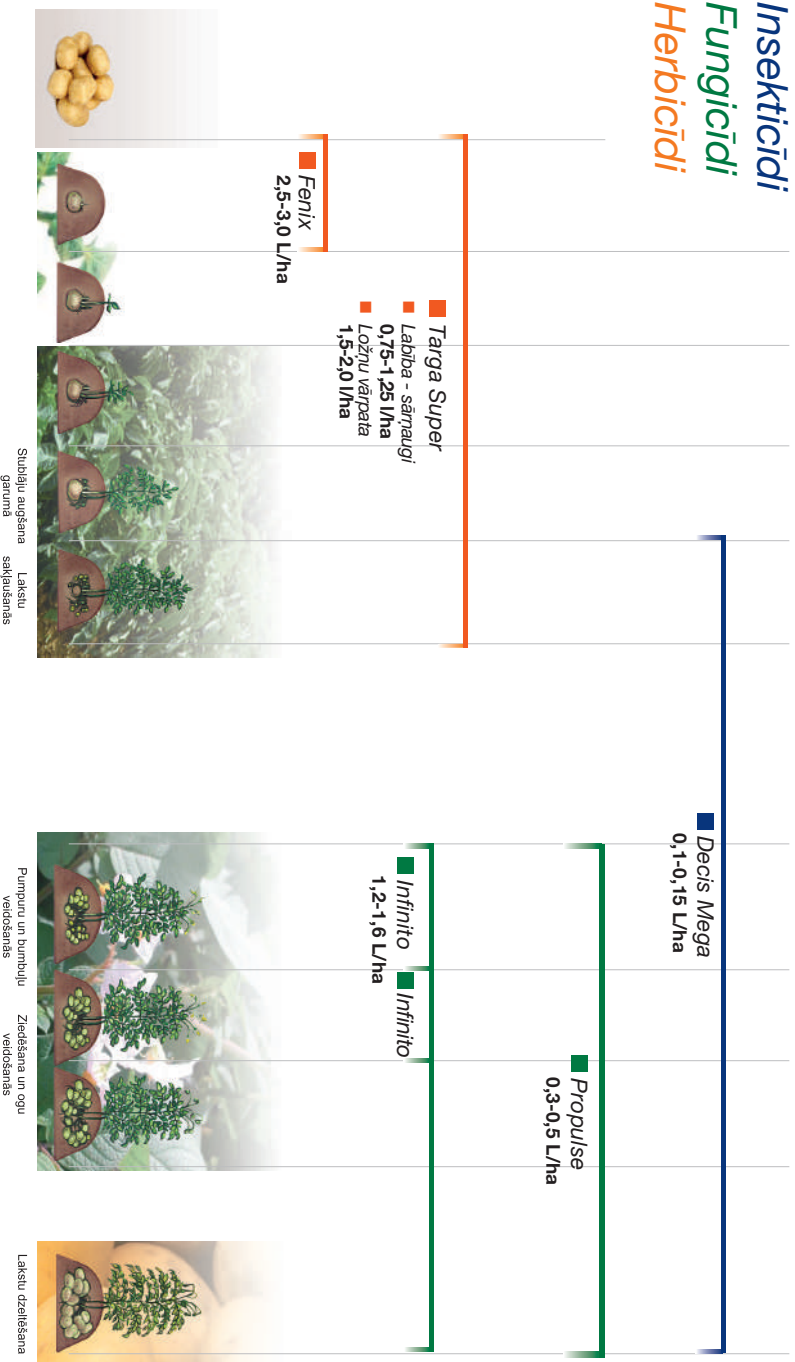 Insekticīdi
Fungicīdi
Herbicīdi
Decis Mega
0,1-0,15 L/ha
Propulse
0,3-0,5 L/ha
Targa Super
Labība - sārņaugi
0,75-1,25 l/ha
Ložņu vārpata
1,5-2,0 l/ha
Infinito
1,2-1,6 L/ha
Infinito
Fenix
2,5-3,0 L/ha
Stublāju augšana
garumā
Lakstu
sakļaušanās
Pumpuru un bumbuļu
veidošanās
Ziedēšana un ogu
veidošanās
Lakstu dzeltēšana